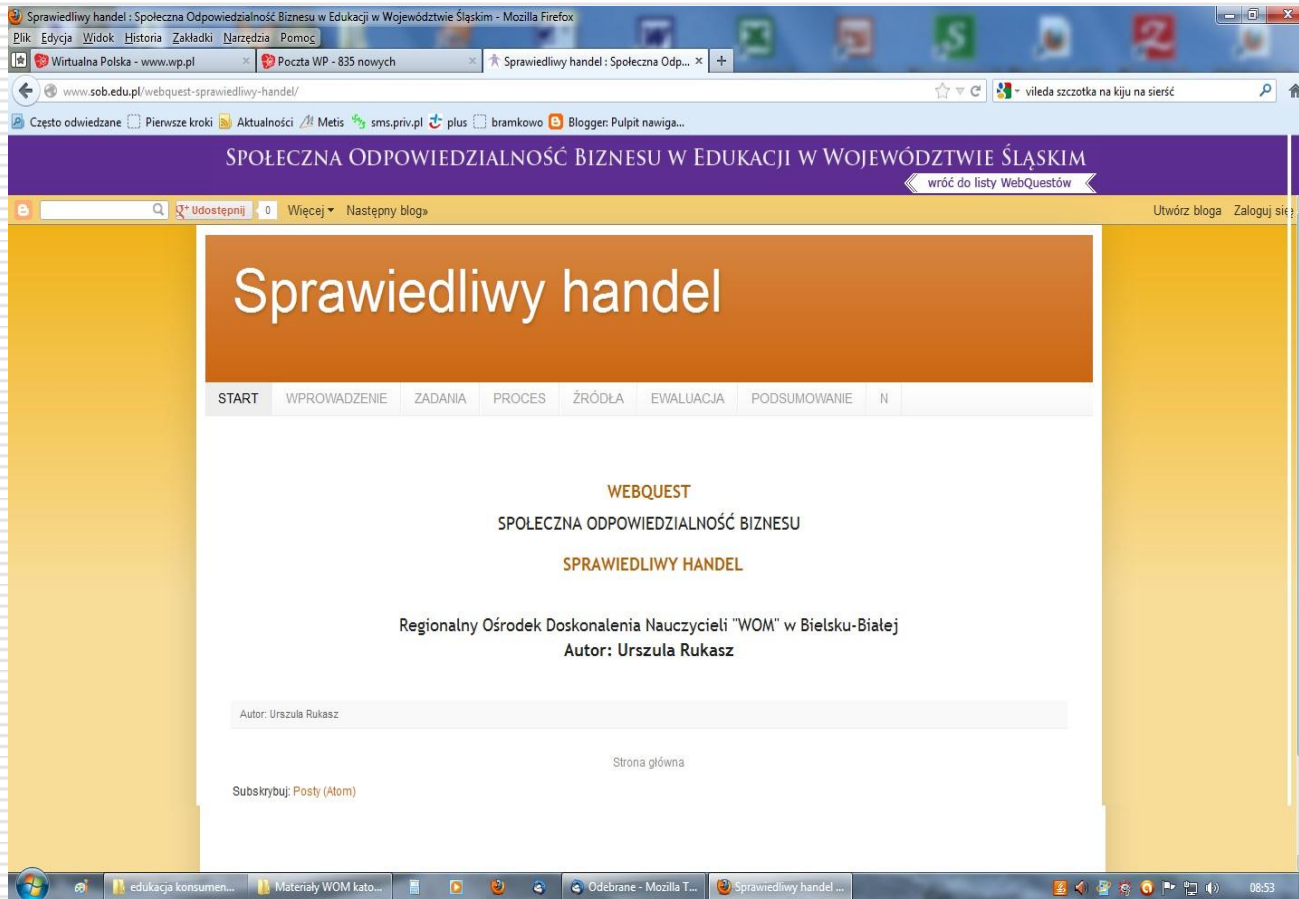 Sprawiedliwy handel : Społeczna Odpowiedzialność Biznesu w Edukacji w Województwie Śląskim - Mozilla Firefox
Plik Edycja Widok Historia Zakładki Narzędzia Pomoc
Wirtualna Polska - www.wp.pl × Poczta WP - 835 nowych × Sprawiedliwy handel : Społeczna Odp... × +
www.sob.edu.pl/webquest-sprawiedliwy-handel/ vileda szczotka na kiju na sierść
Często odwiedzane Pierwsze kroki Aktualności Metis sms.priv.pl plus bramkowo Blogger: Pulpit nawiga...
Społeczna Odpowiedzialność Biznesu w Edukacji w Województwie Śląskim
wróć do listy WebQuestów
Udostępnij 0 Więcej Następny blog» Utwórz bloga Zaloguj się
Sprawiedliwy handel
START WPROWADZENIE ZADANIA PROCES ŹRÓDŁA EWALUACJA PODSUMOWANIE N
WEBQUEST
SPOŁECZNA ODPOWIEDZIALNOŚĆ BIZNESU
SPRAWIEDLIWY HANDEL
Regionalny Ośrodek Doskonalenia Nauczycieli "WOM" w Bielsku-Białej
Autor: Urszula Rukasz
Autor: Urszula Rukasz
Strona główna
Subskrybuj: Posty (Atom)
edukacja konsumen... Materiały WOM kato... Odebrane - Mozilla T... Sprawiedliwy handel ... 08:53